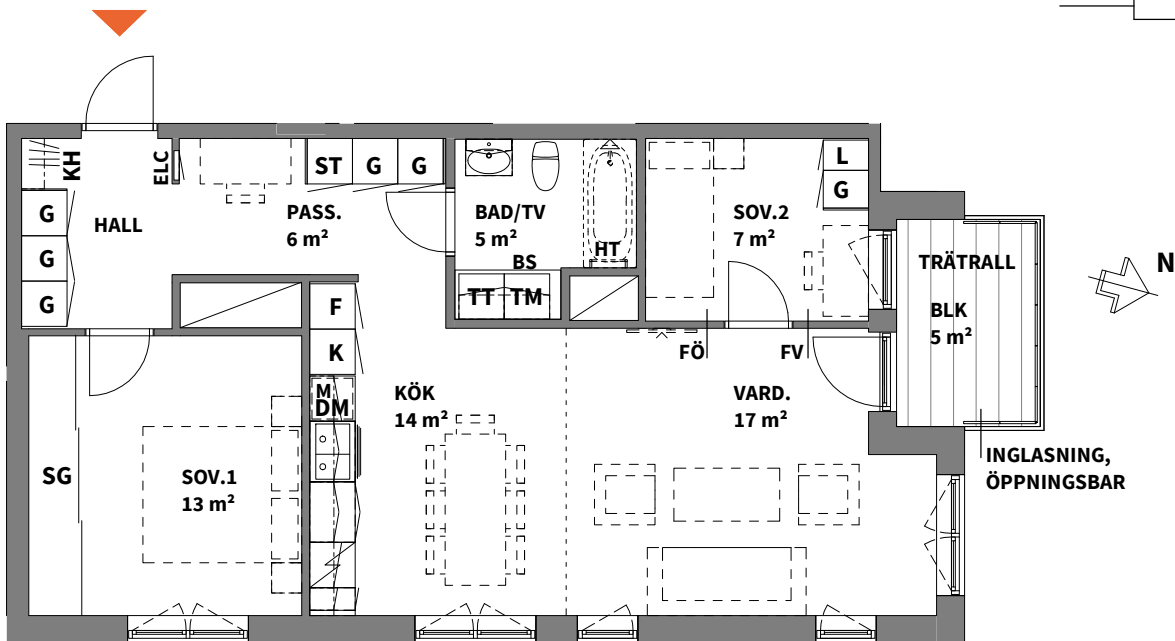 KH
ELC
ST
G
G
G
G
G
HALL
PASS.
6 m²
BAD/TV
5 m²
BS
HT
TT
TM
SOV.2
7 m²
L
G
TRÄTRALL
BLK
5 m²
N
F
K
M
DM
KÖK
14 m²
FÖ
FV
VARD.
17 m²
SG
SOV.1
13 m²
INGLASNING,
ÖPPNINGSBAR